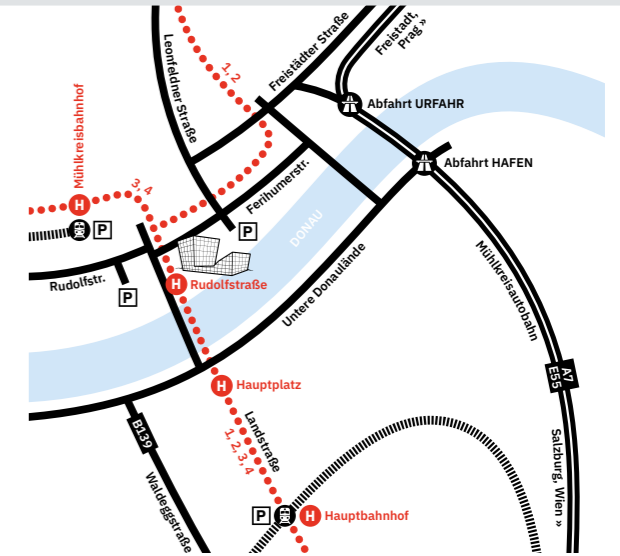 Leonfeldner Straße
1, 2
Freistädter Straße
Freistadt,
Prag »
Abfahrt URFAHR
Abfahrt HAFEN
Mühlkreisbahnhof
H
3, 4
P
Ferihumerstr.
P
DONAU
Rudolfstr.
P
H Rudolfstraße
Untere Donaulände
Mühlkreisautobahn
A7
E55
H Hauptplatz
Landstraße
1, 2, 3, 4
B139
Waldeggstraße
Salzburg, Wien »
P
H Hauptbahnhof